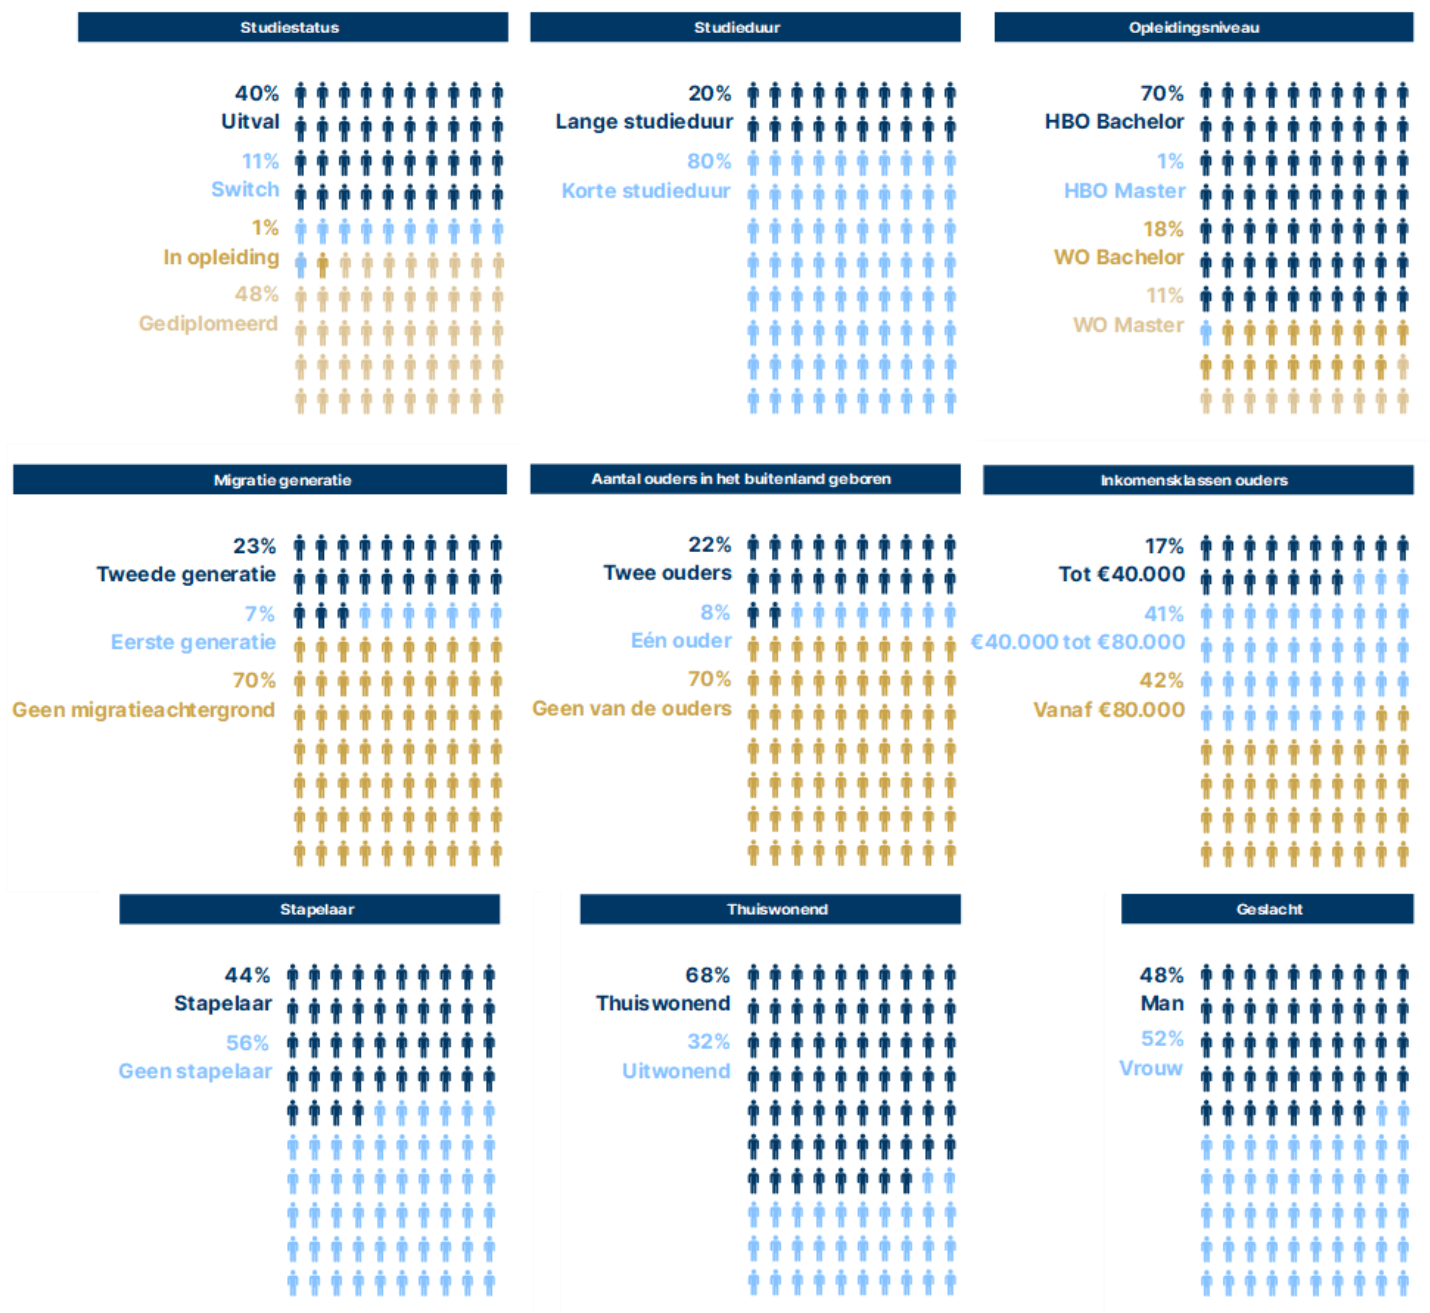 Studiestatus
40%
Uitval
11%
Switch
1%
In opleiding
48%
Gediplomeerd
Studieduur
20%
Lange studieduur
80%
Korte studieduur
Opleidingsniveau
70%
HBO Bachelor
1%
HBO Master
18%
WO Bachelor
11%
WO Master
Migratie generatie
23%
Tweede generatie
7%
Eerste generatie
70%
Geen migratieachtergrond
Aantal ouders in het buitenland geboren
22%
Twee ouders
8%
Eén ouder
70%
Geen van de ouders
Inkomensklassen ouders
17%
Tot €40.000
41%
€40.000 tot €80.000
42%
Vanaf €80.000
Stapelaar
44%
Stapelaar
56%
Geen stapelaar
Thuiswonend
68%
Thuiswonend
32%
Uitwonend
Geslacht
48%
Man
52%
Vrouw